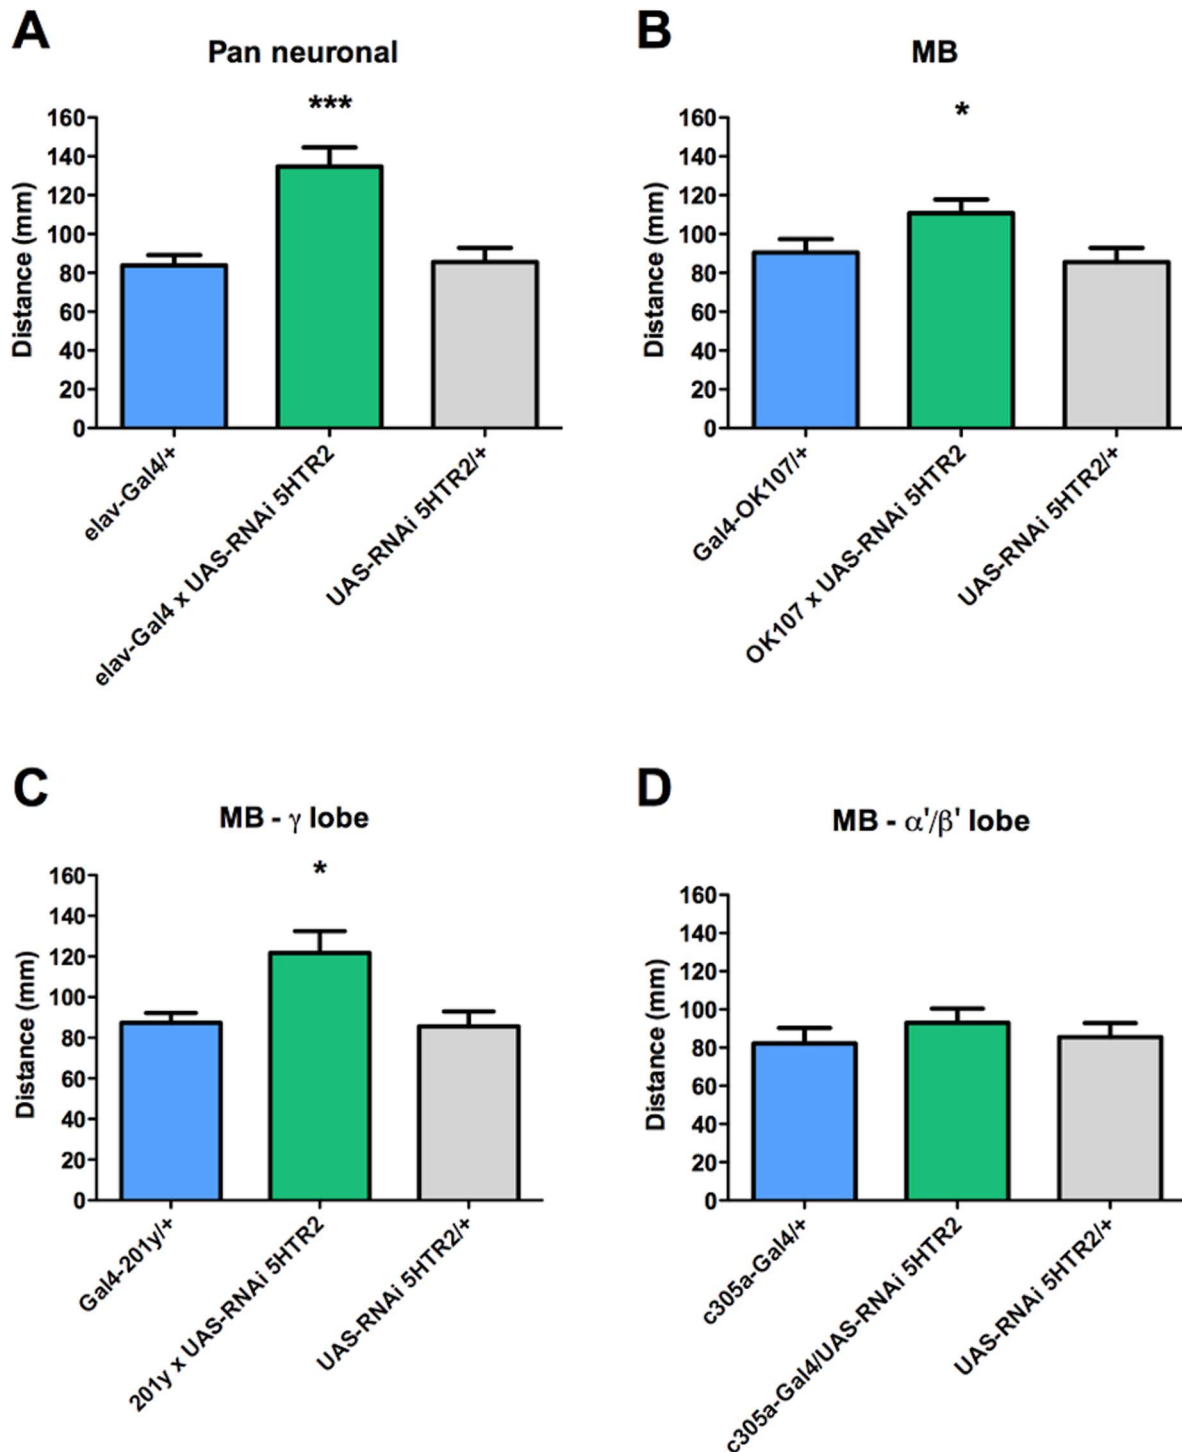 A
Pan neuronal
***
160
140
120
100
80
60
40
20
0
Distance (mm)
elav-Gal4/+
elav-Gal4 x UAS-RNAi 5HTR2
UAS-RNAi 5HTR2/+
B
MB
*
160
140
120
100
80
60
40
20
0
Distance (mm)
Gal4-OK107/+
OK107 x UAS-RNAi 5HTR2
UAS-RNAi 5HTR2/+
C
MB - γ lobe
*
160
140
120
100
80
60
40
20
0
Distance (mm)
Gal4-201y/+
201y x UAS-RNAi 5HTR2
UAS-RNAi 5HTR2/+
D
MB - α'/β' lobe
160
140
120
100
80
60
40
20
0
Distance (mm)
c305a-Gal4/+
c305a-Gal4/UAS-RNAi 5HTR2
UAS-RNAi 5HTR2/+